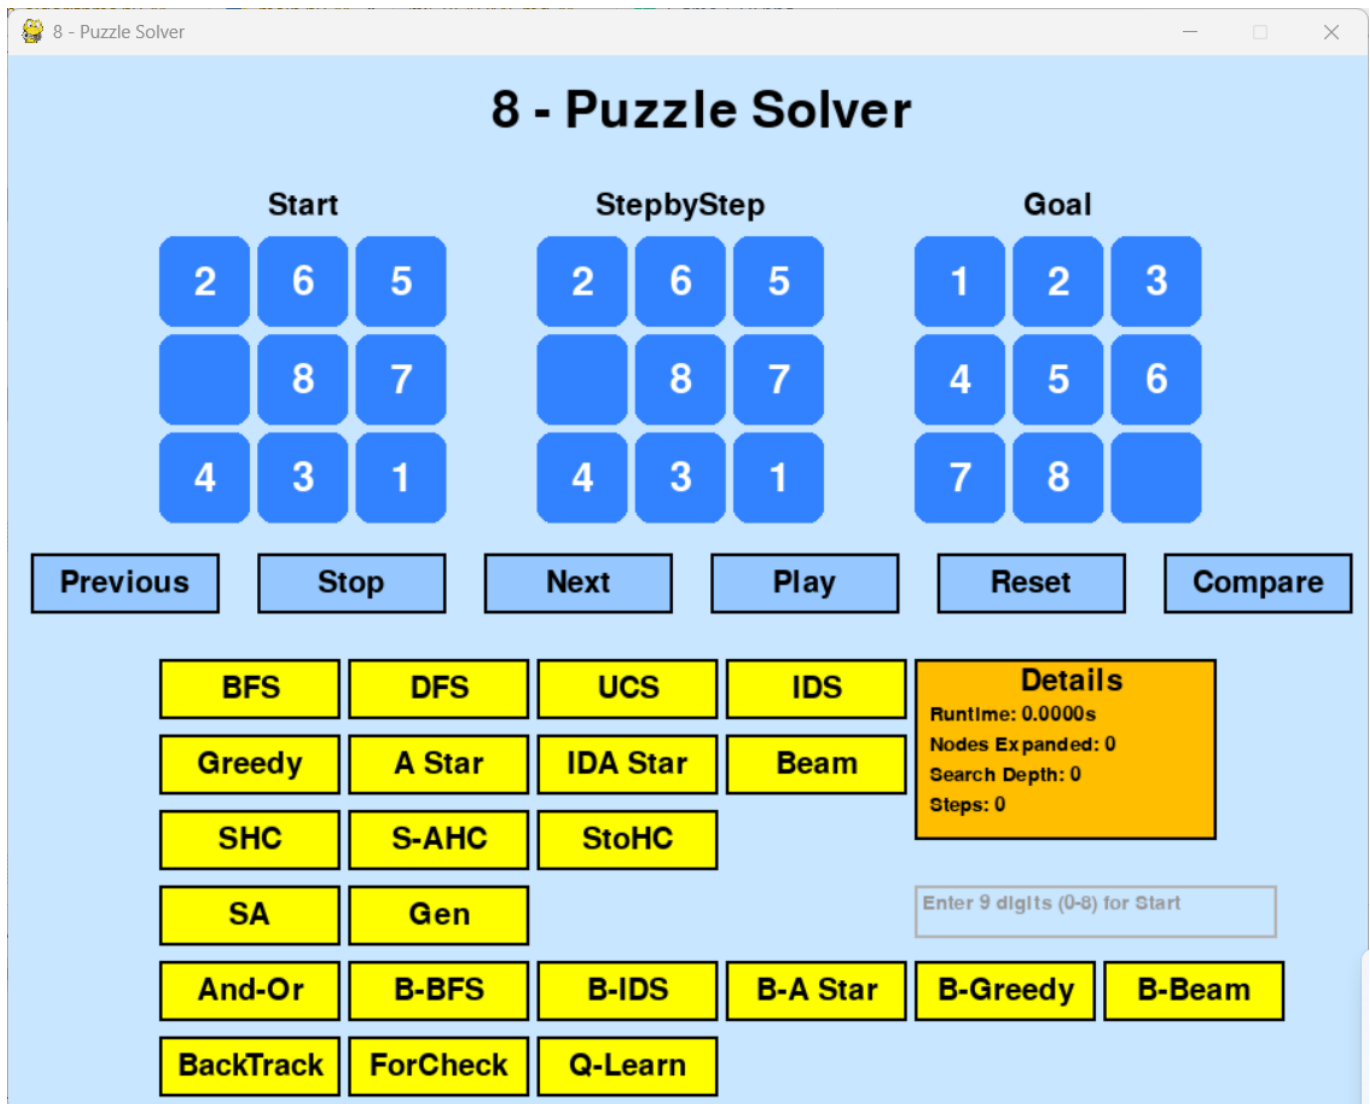 8 - Puzzle Solver
8 - Puzzle Solver
Start StepbyStep Goal
2 6 5 2 6 5 1 2 3
8 7 8 7 4 5 6
4 3 1 4 3 1 7 8
Previous Stop Next Play Reset Compare
BFS DFS UCS IDS
Details
Runtime: 0.0000s
Nodes Expanded: 0
Search Depth: 0
Steps: 0
Greedy A Star IDA Star Beam
SHC S-AHC StoHC
SA Gen
Enter 9 digits (0-8) for Start
And-Or B-BFS B-IDS B-A Star B-Greedy B-Beam
BackTrack ForCheck Q-Learn